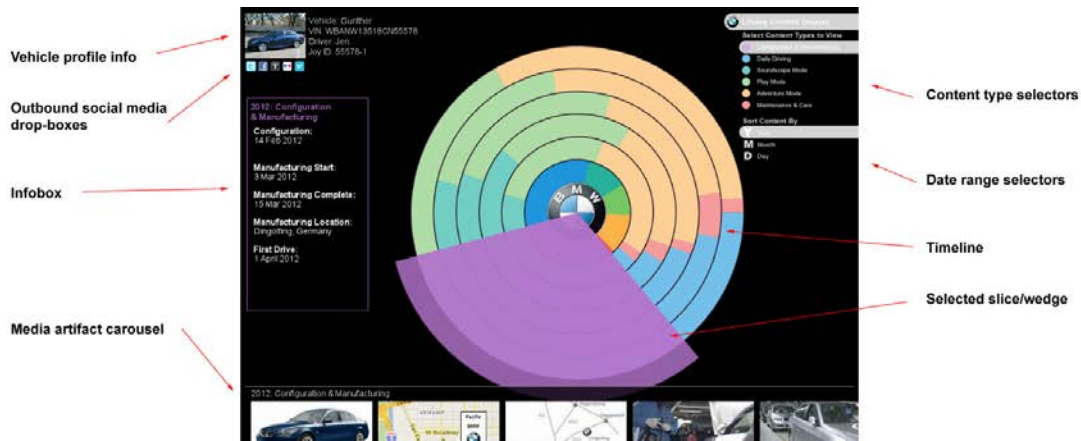 Vehicle profile info
Outbound social media
drop-boxes
Infobox
Media artifact carousel
Vehicle: Gunther
VIN: WBANW13518CN55578
Driver: Jen
Joy ID: 55578-1
2012: Configuration
& Manufacturing
Configuration:
14 Feb 2012
Manufacturing Start:
3 Mar 2012
Manufacturing Complete:
15 Mar 2012
Manufacturing Location:
Dingolfing, Germany
First Drive:
1 April 2012
BMW
Select Content Types to View
Daily Driving
Soundscape Mode
Play Mode
Adventure Mode
Maintenance & Care
Sort Content By
Y Year
M Month
D Day
Content type selectors
Date range selectors
Timeline
Selected slice/wedge
2012: Configuration & Manufacturing
Pacific
BMW